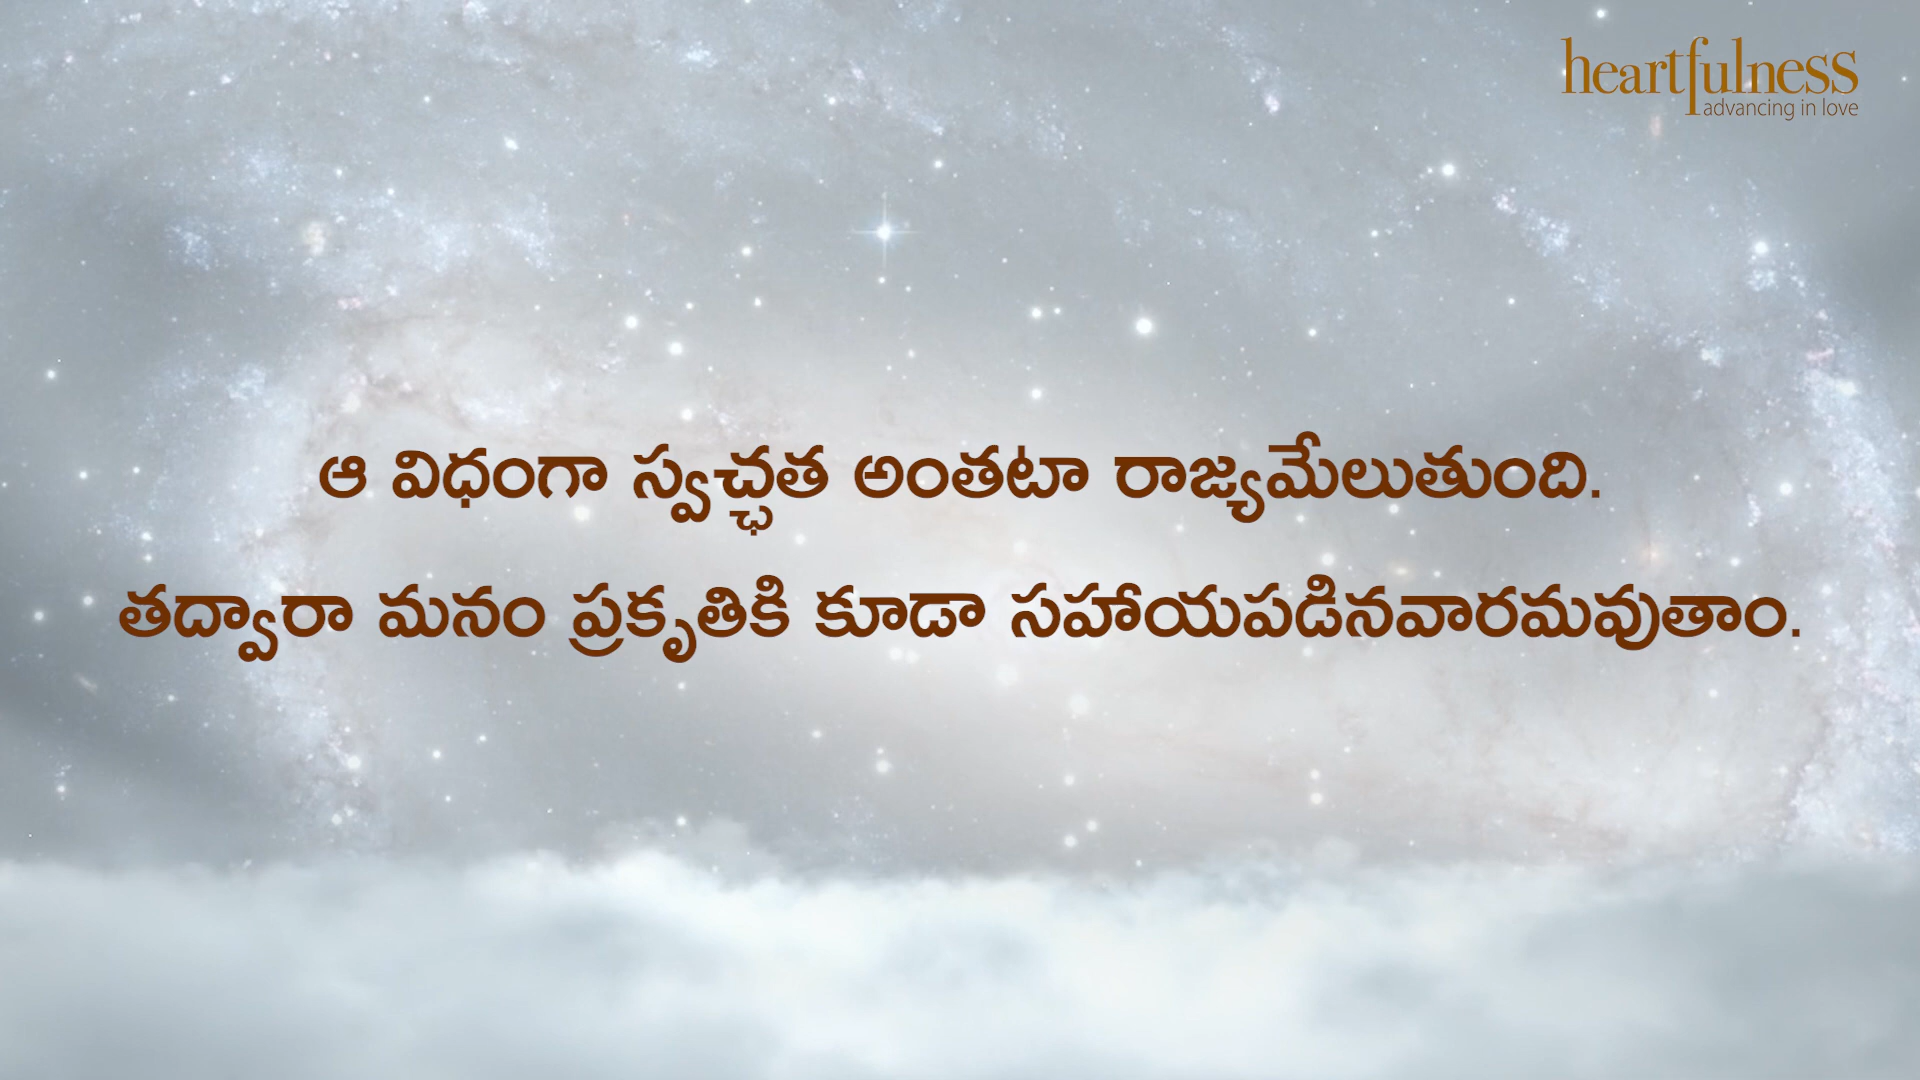 heartfulness
advancing in love
ఆ విధంగా స్వచ్ఛత అంతటా రాజ్యమేలుతుంది.
తద్వారా మనం ప్రకృతికి కూడా సహాయపడినవారమవుతాం.